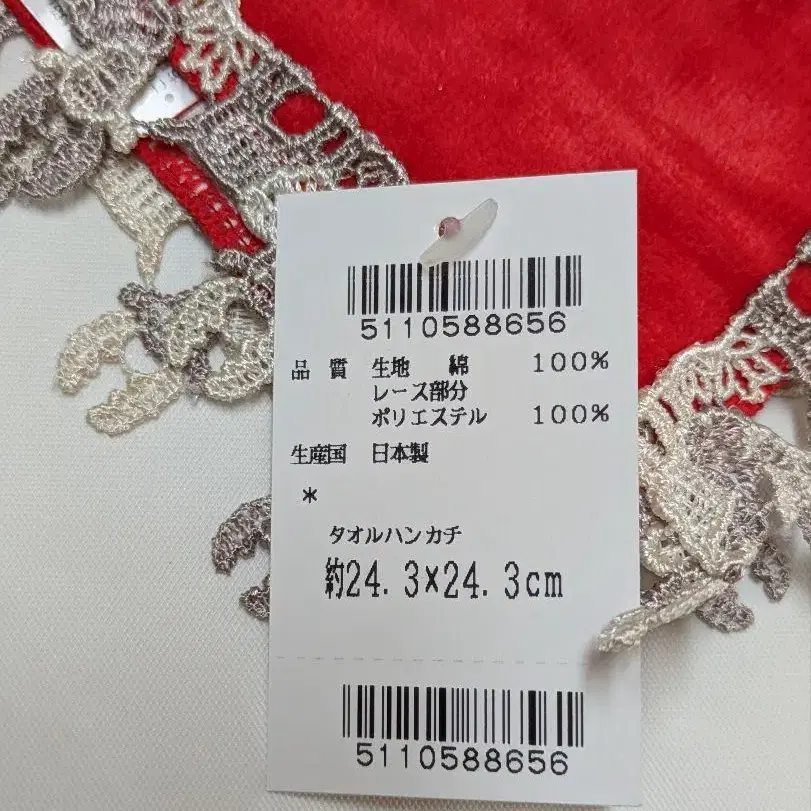 5110588656
品 質 生地 綿 100%
レース部分
ポリエステル 100%
生産国 日本製
*
タオルハンカチ
約24.3×24.3cm
5110588656